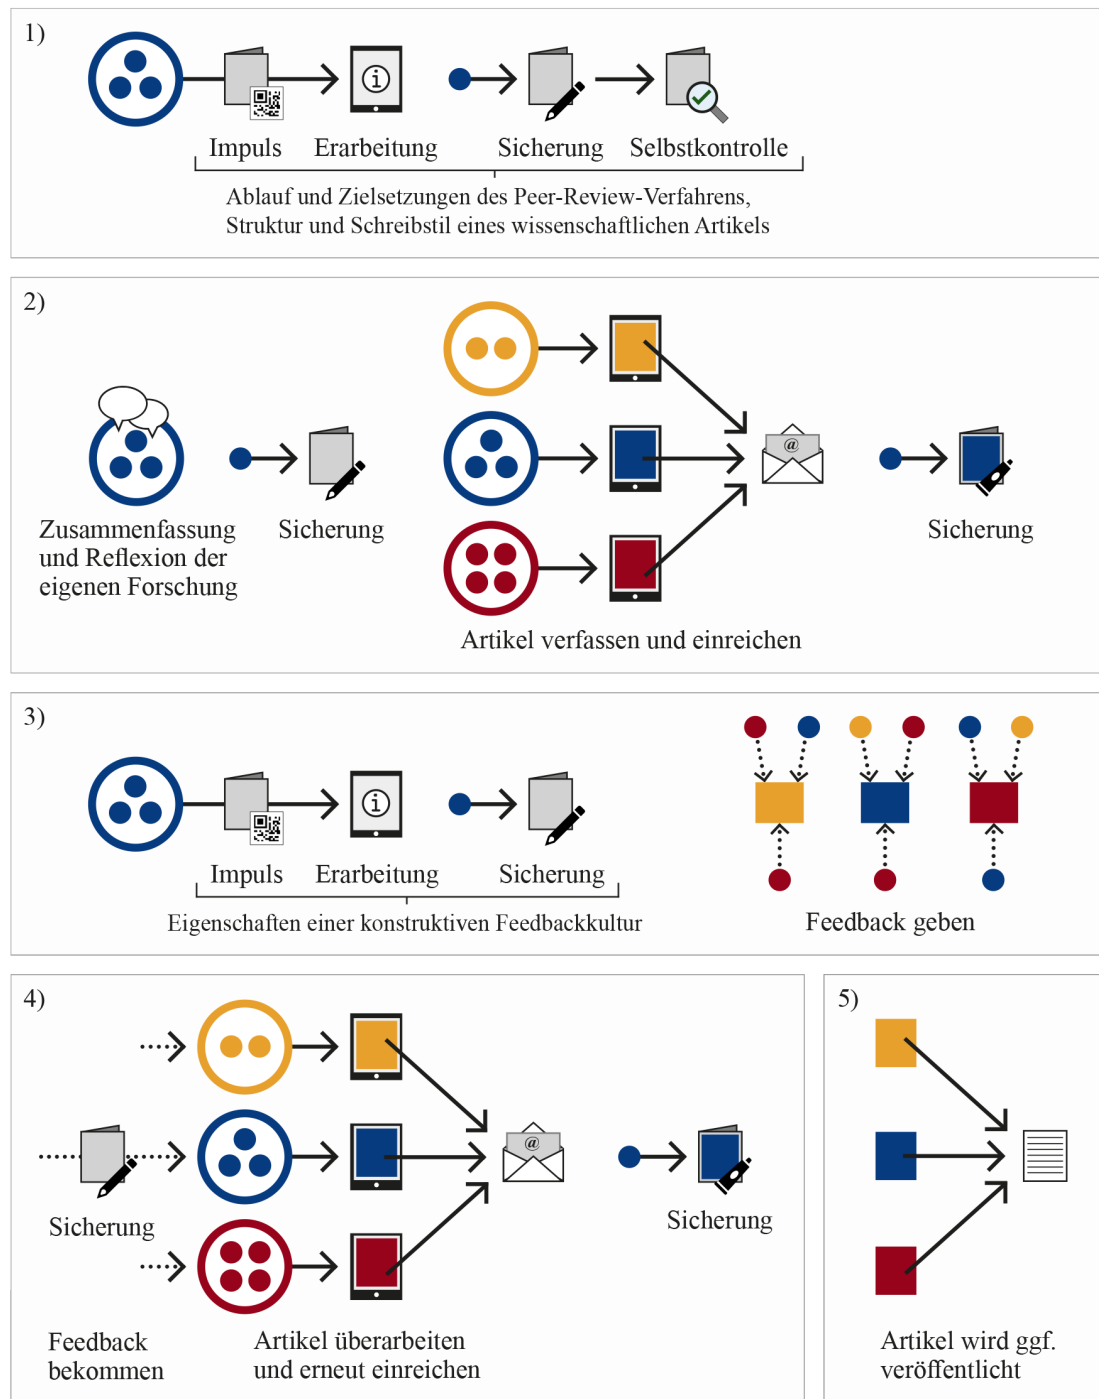 1)
Impuls
Erarbeitung
Sicherung
Selbstkontrolle
Ablauf und Zielsetzungen des Peer-Review-Verfahrens,
Struktur und Schreibstil eines wissenschaftlichen Artikels
2)
@
Zusammenfassung
und Reflexion der
eigenen Forschung
Sicherung
Sicherung
Artikel verfassen und einreichen
3)
Impuls
Erarbeitung
Sicherung
Eigenschaften einer konstruktiven Feedbackkultur
Feedback geben
4)
@
Sicherung
Sicherung
Feedback
bekommen
Artikel überarbeiten
und erneut einreichen
5)
Artikel wird ggf.
veröffentlicht